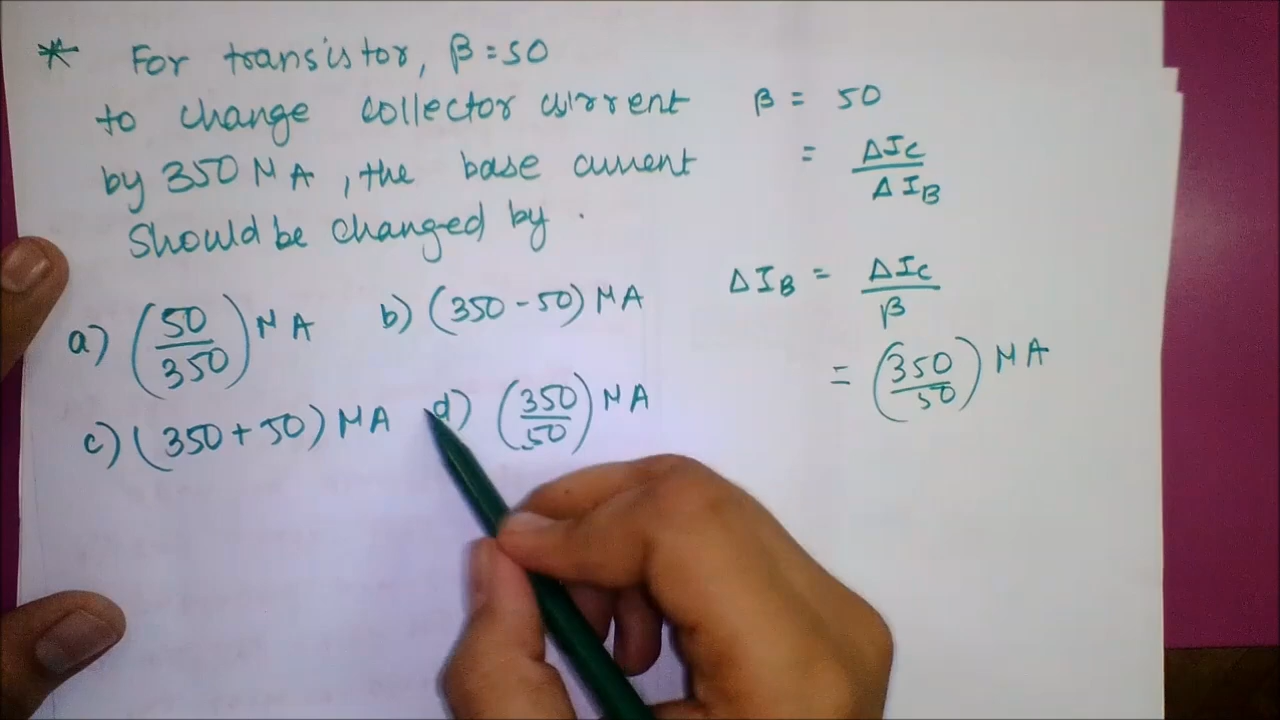 * For transistor, β = 50
to change collector current
by 350 μA, the base current
Should be changed by.
a) (50/350) μA b) (350 - 50) μA
c) (350 + 50) μA d) (350/50) μA
β = 50
= ΔIC/ΔIB
ΔIB = ΔIC/β
= (350/50) μA